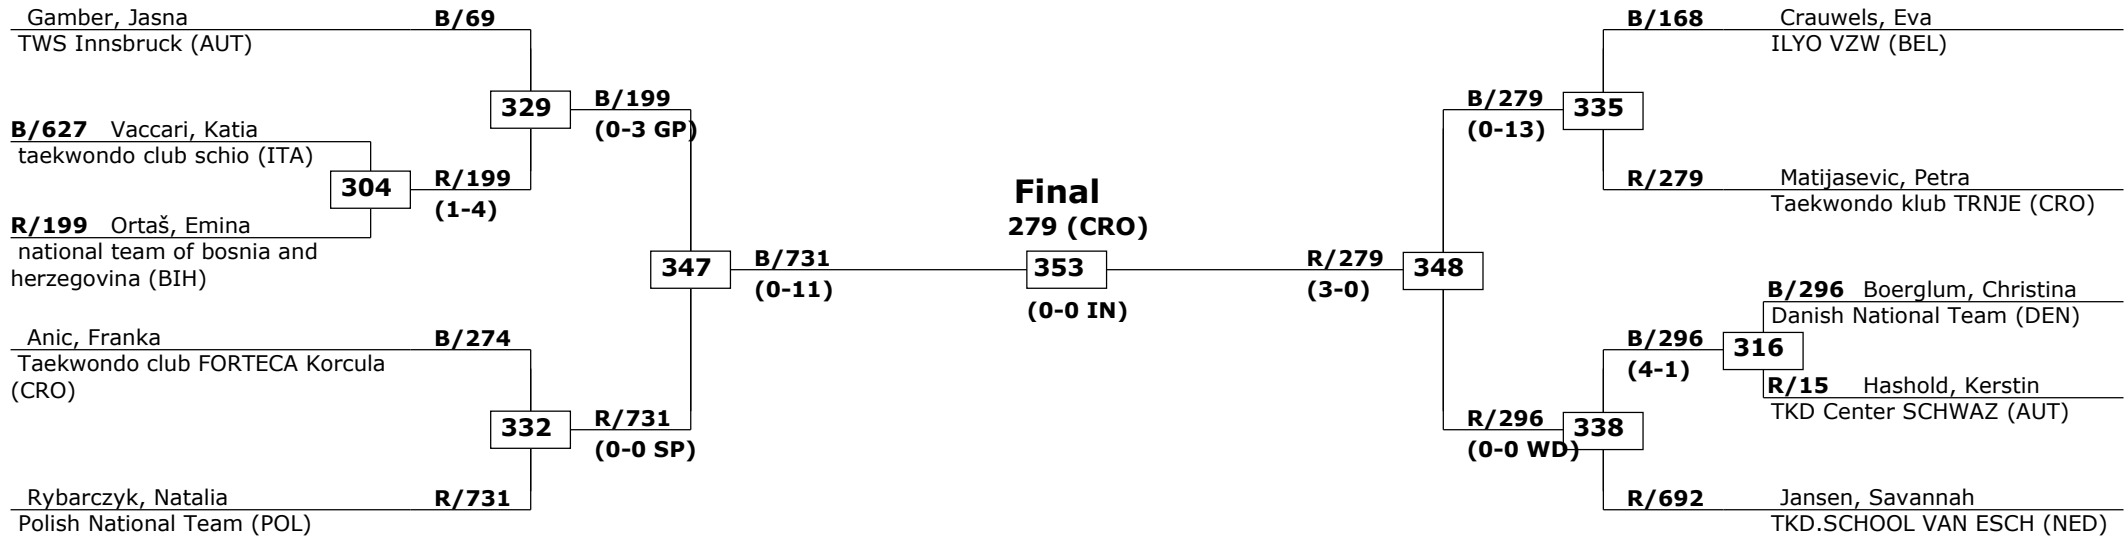 Gamber, Jasna B/69
TWS Innsbruck (AUT)
329
B/199
(0-3 GP)
B/627 Vaccari, Katia
taekwondo club schio (ITA)
304
R/199
(1-4)
R/199 Ortaš, Emina
national team of bosnia and
herzegovina (BIH)
347
B/731
(0-11)
Anic, Franka B/274
Taekwondo club FORTECA Korcula
(CRO)
332
R/731
(0-0 SP)
Rybarczyk, Natalia R/731
Polish National Team (POL)
Final
279 (CRO)
353
(0-0 IN)
B/168 Crauwels, Eva
ILYO VZW (BEL)
B/279
(0-13)
335
R/279 Matijasevic, Petra
Taekwondo klub TRNJE (CRO)
R/279
(3-0)
348
B/296 Boerglum, Christina
Danish National Team (DEN)
B/296
(4-1)
316
R/15 Hashold, Kerstin
TKD Center SCHWAZ (AUT)
R/296
(0-0 WD)
338
R/692 Jansen, Savannah
TKD.SCHOOL VAN ESCH (NED)